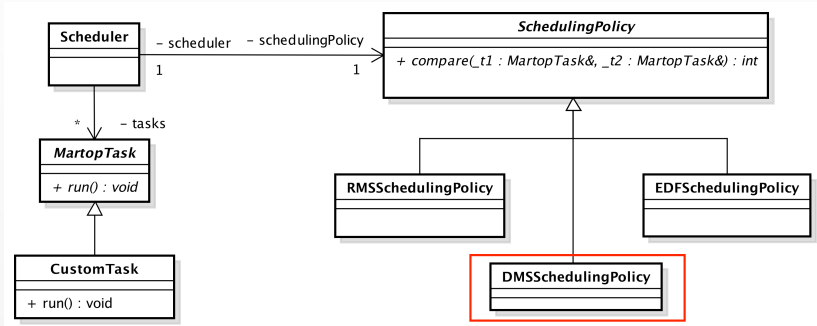 Scheduler
- scheduler
- schedulingPolicy
1
1
SchedulingPolicy
+ compare(_t1 : MartopTask&, _t2 : MartopTask&) : int
*
- tasks
MartopTask
+ run() : void
RMSSchedulingPolicy
EDFSchedulingPolicy
CustomTask
+ run() : void
DMSSchedulingPolicy